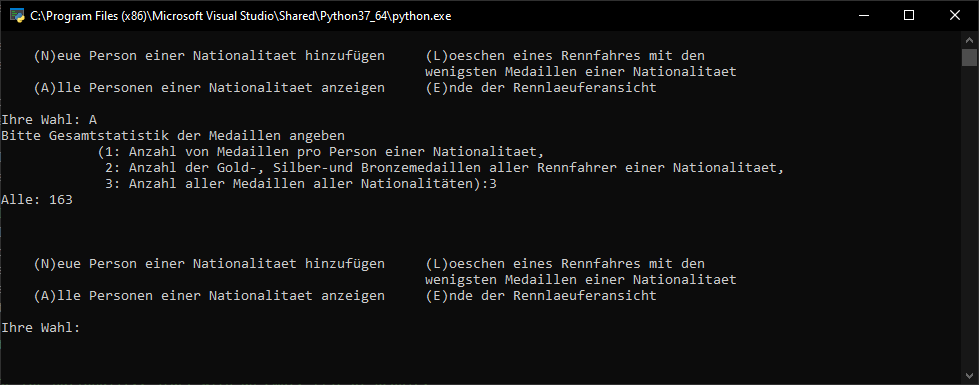 C:\Program Files (x86)\Microsoft Visual Studio\Shared\Python37_64\python.exe
(N)eue Person einer Nationalitaet hinzufügen (L)oeschen eines Rennfahres mit den
wenigsten Medaillen einer Nationalitaet
(A)lle Personen einer Nationalitaet anzeigen (E)nde der Rennlaeuferansicht
Ihre Wahl: A
Bitte Gesamtstatistik der Medaillen angeben
(1: Anzahl von Medaillen pro Person einer Nationalitaet,
2: Anzahl der Gold-, Silber-und Bronzemedaillen aller Rennfahrer einer Nationalitaet,
3: Anzahl aller Medaillen aller Nationalitäten):3
Alle: 163
(N)eue Person einer Nationalitaet hinzufügen (L)oeschen eines Rennfahres mit den
wenigsten Medaillen einer Nationalitaet
(A)lle Personen einer Nationalitaet anzeigen (E)nde der Rennlaeuferansicht
Ihre Wahl: